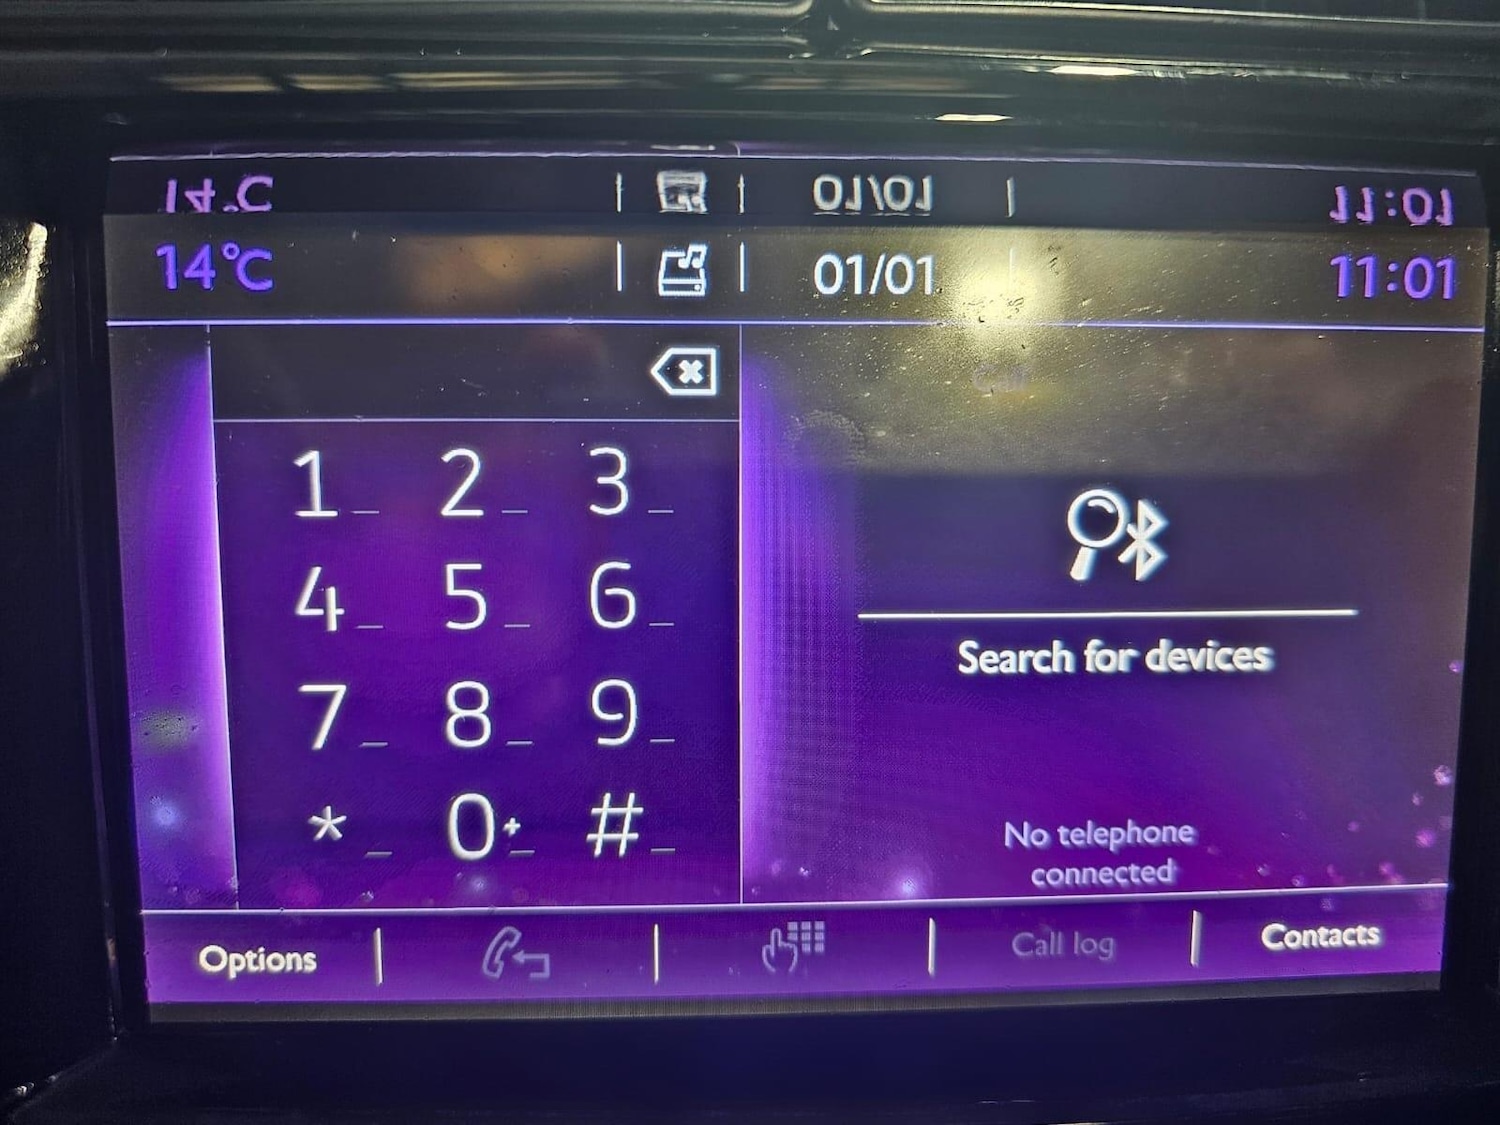 14°C 01/01 11:01
1 2 3
4 5 6
7 8 9
* 0+ #
Search for devices
No telephone
connected
Options Call log Contacts